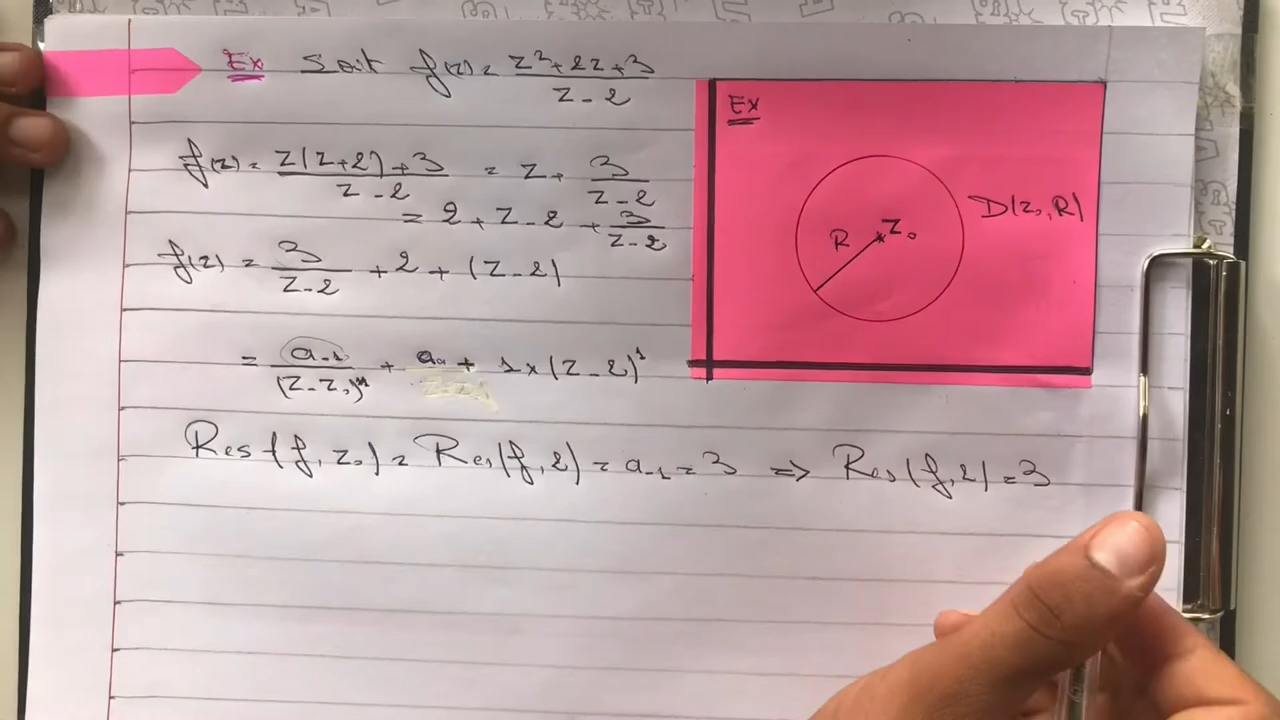 Ex Soit f(z) = z²+2z+3 / z-2
f(z) = z(z+2)+3 / z-2 = z + 3 / z-2
= 2 + z-2 + 3 / z-2
f(z) = 3 / z-2 + 2 + (z-2)
= a₋₁ / (z-z₀)¹ + a₀ + 1×(z-2)¹
Res(f, z₀) = Res(f, 2) = a₋₁ = 3 => Res(f, 2) = 3
Ex
R
z₀
D(z₀, R)